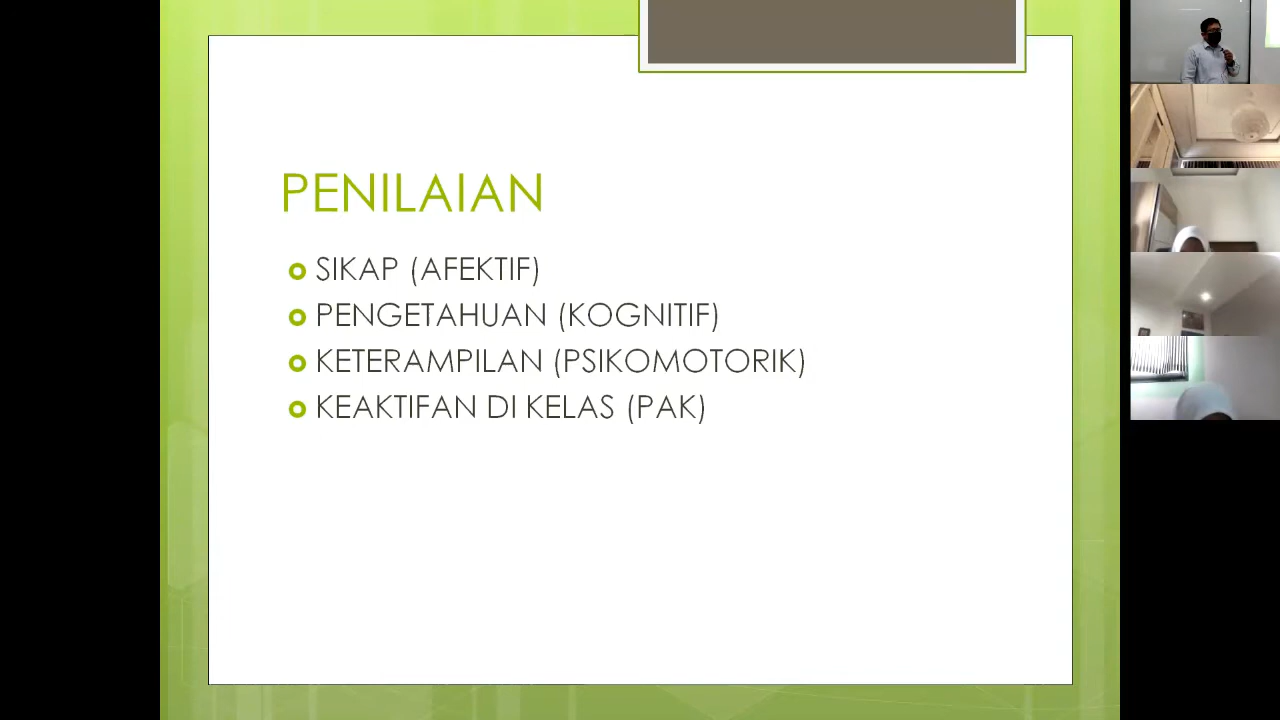 PENILAIAN
SIKAP (AFEKTIF)
PENGETAHUAN (KOGNITIF)
KETERAMPILAN (PSIKOMOTORIK)
KEAKTIFAN DI KELAS (PAK)